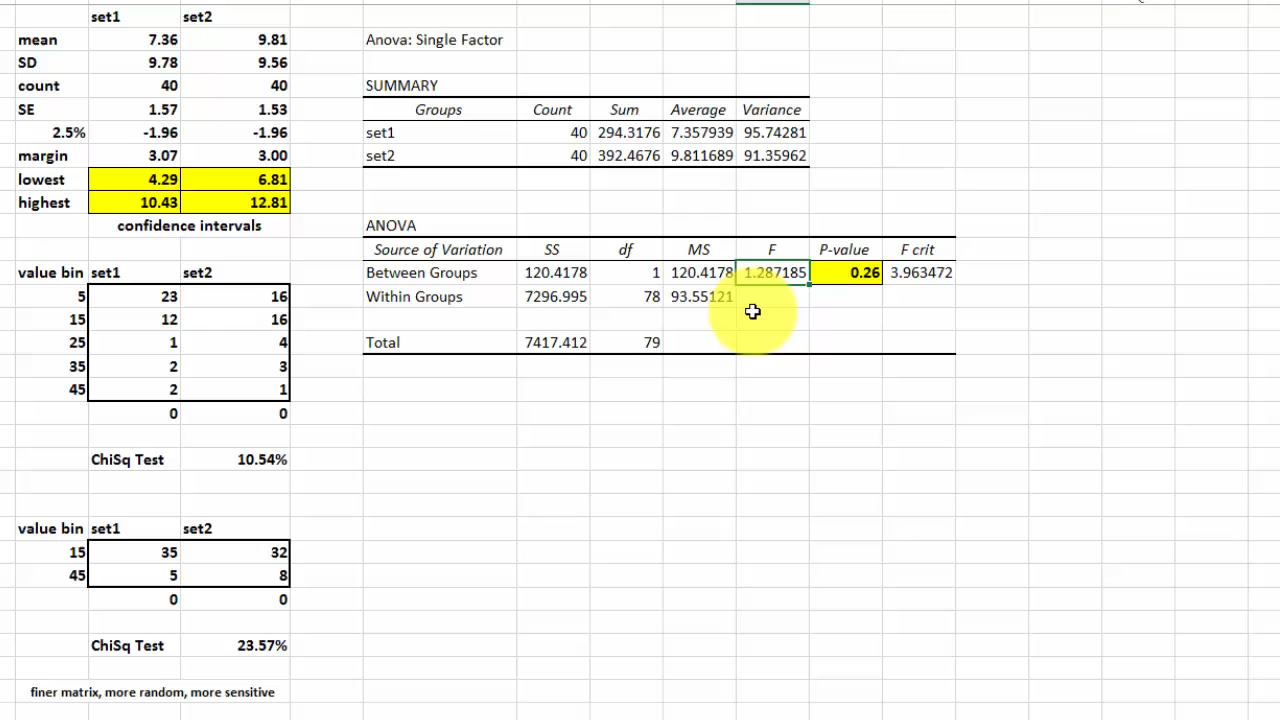 set1 set2
mean 7.36 9.81 Anova: Single Factor
SD 9.78 9.56
count 40 40 SUMMARY
SE 1.57 1.53 Groups Count Sum Average Variance
2.5% -1.96 -1.96 set1 40 294.3176 7.357939 95.74281
margin 3.07 3.00 set2 40 392.4676 9.811689 91.35962
lowest 4.29 6.81
highest 10.43 12.81
confidence intervals ANOVA
Source of Variation SS df MS F P-value F crit
value bin set1 set2 Between Groups 120.4178 1 120.4178 1.287185 0.26 3.963472
5 23 16 Within Groups 7296.995 78 93.55121
15 12 16
25 1 4 Total 7417.412 79
35 2 3
45 2 1
0 0
ChiSq Test 10.54%
value bin set1 set2
15 35 32
45 5 8
0 0
ChiSq Test 23.57%
finer matrix, more random, more sensitive